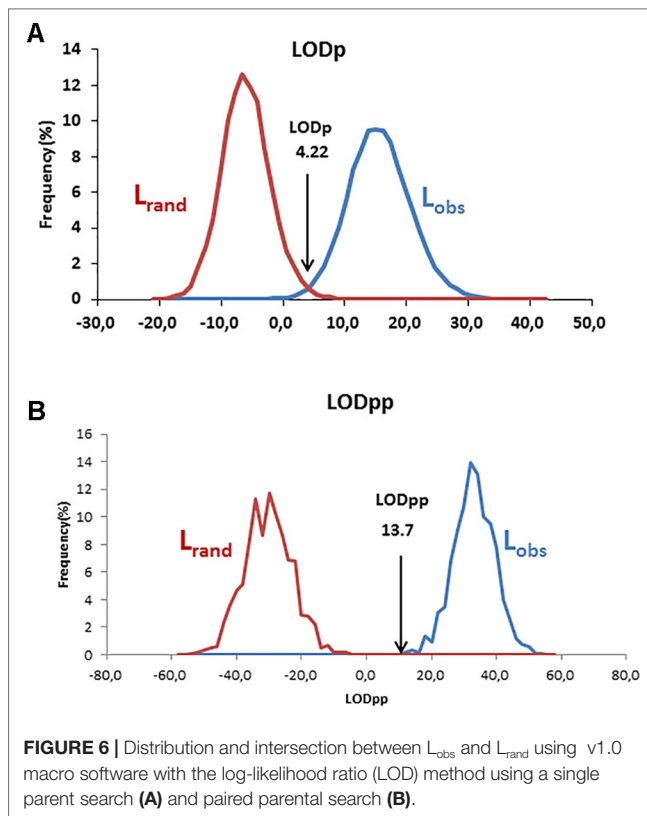 A
LODp
14
12
10
8
6
4
2
0
Frequency(%)
LODp
4.22
Lrand
Lobs
-30,0 -20,0 -10,0 0,0 10,0 20,0 30,0 40,0 50,0
B
LODpp
16
14
12
10
8
6
4
2
0
Frequency(%)
LODpp
13.7
Lrand
Lobs
-80,0 -60,0 -40,0 -20,0 0,0 20,0 40,0 60,0 80,0
LODpp
FIGURE 6 | Distribution and intersection between Lobs and Lrand using v1.0
macro software with the log-likelihood ratio (LOD) method using a single
parent search (A) and paired parental search (B).